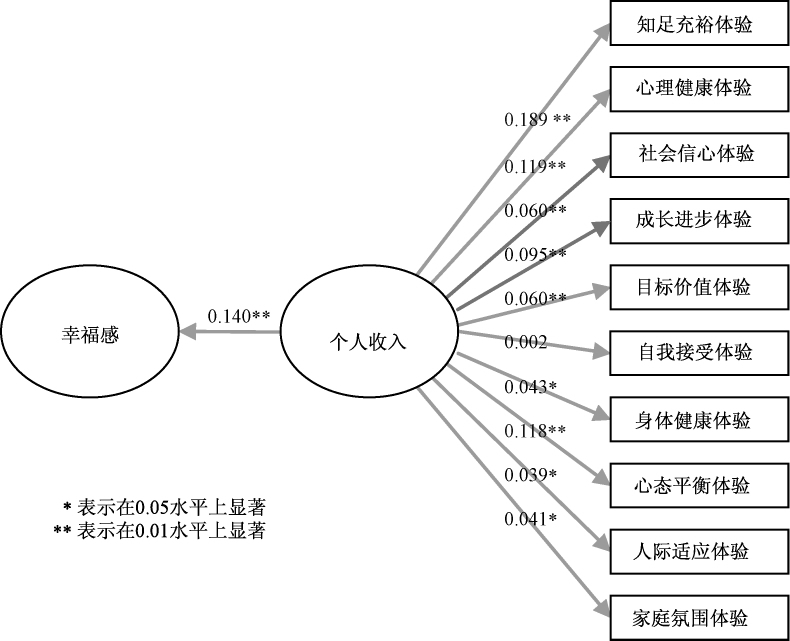 知足充裕体验
心理健康体验
0.189 **
社会信心体验
0.119**
0.060**
成长进步体验
0.095**
目标价值体验
0.060**
幸福感
0.140**
个人收入
0.002
自我接受体验
0.043*
身体健康体验
0.118**
0.039*
心态平衡体验
* 表示在0.05水平上显著
0.041*
** 表示在0.01水平上显著
人际适应体验
家庭氛围体验